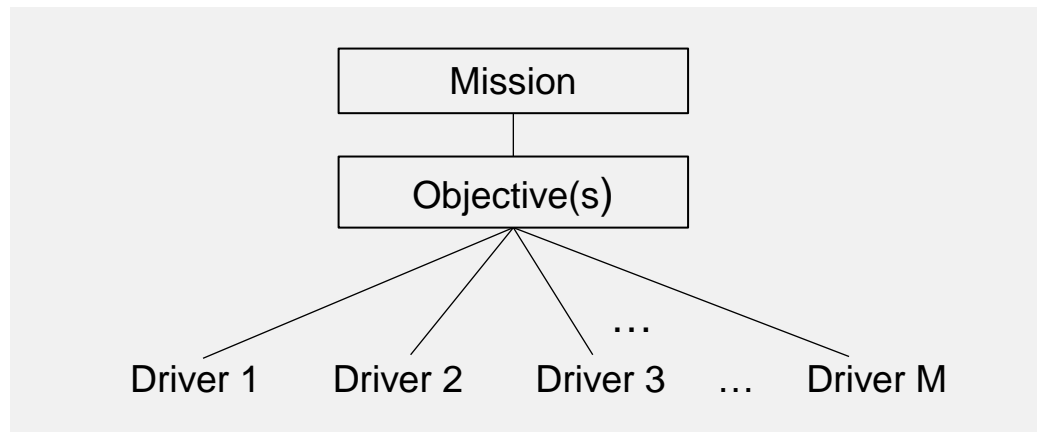 Mission
Objective(s)
…
Driver 1 Driver 2 Driver 3 … Driver M